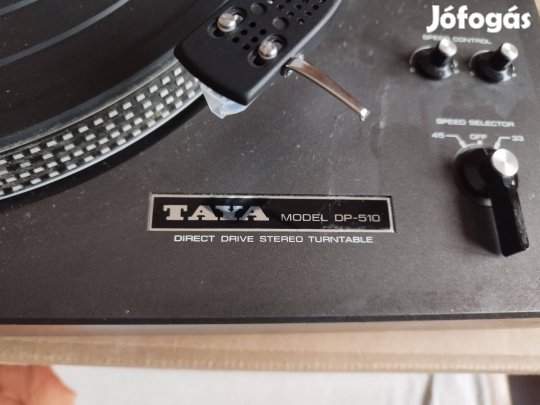 Jófogás
SPEED CONTROL
SPEED SELECTOR
45 OFF 33
TAYA MODEL DP-510
DIRECT DRIVE STEREO TURNTABLE